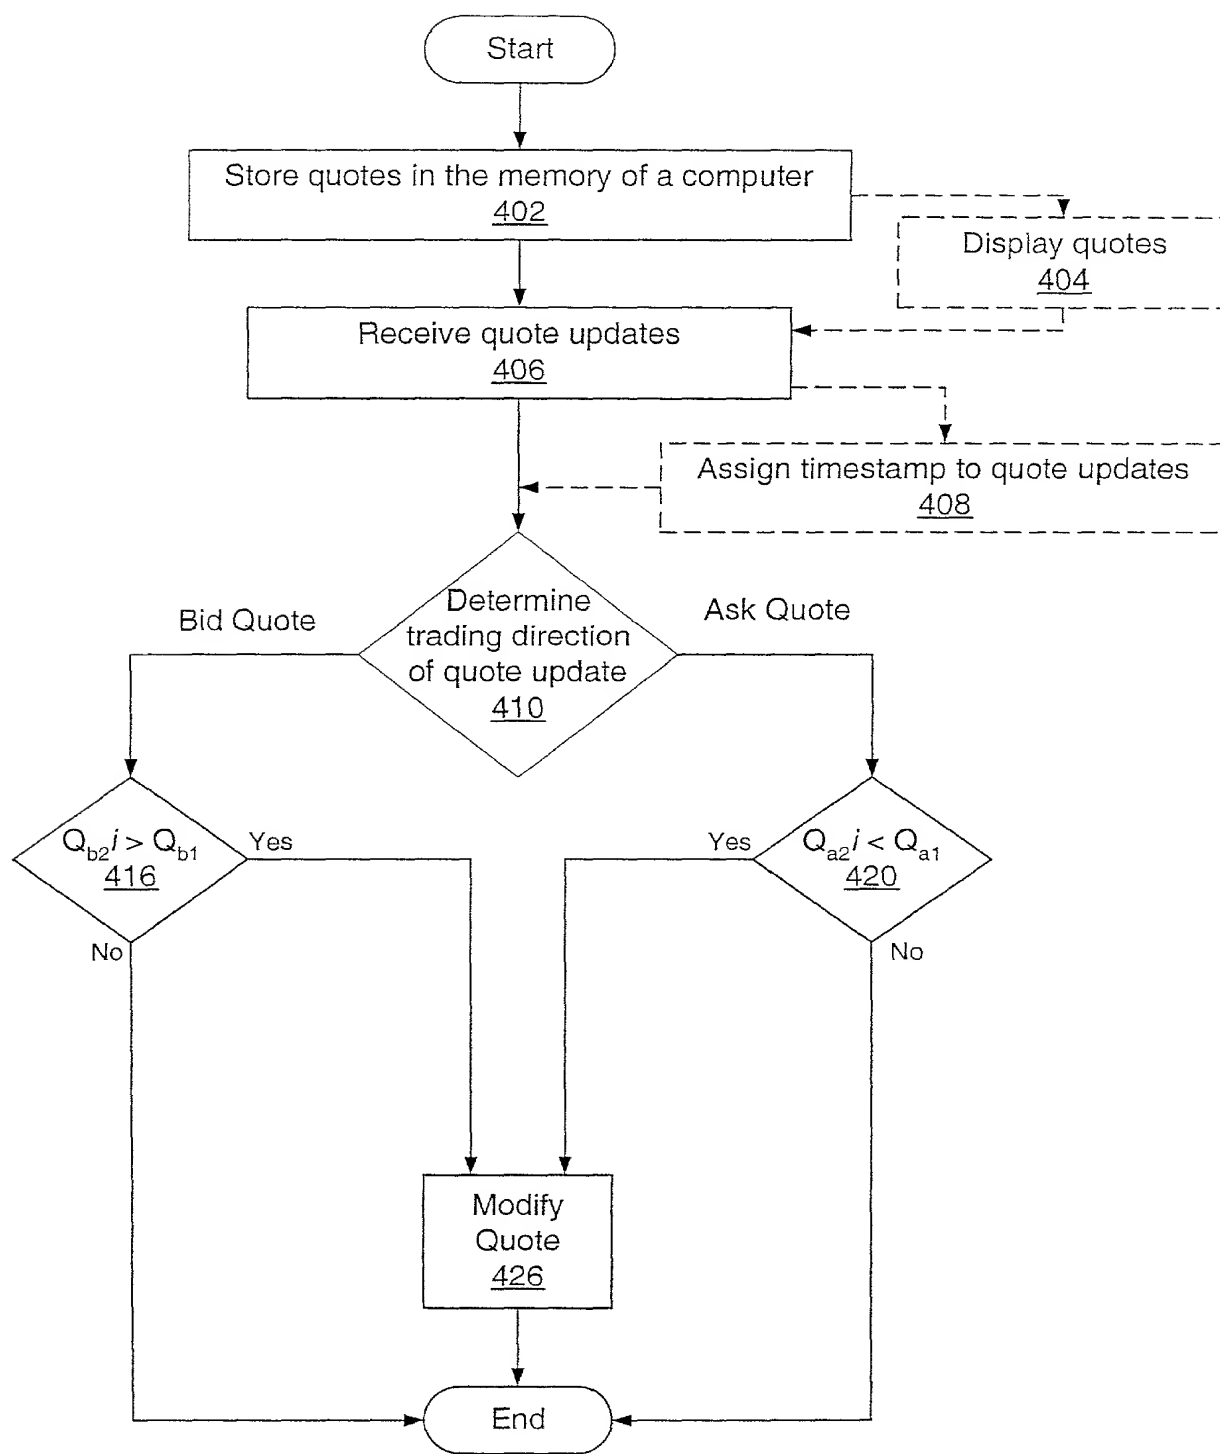 Start
Store quotes in the memory of a computer
402
Display quotes
404
Receive quote updates
406
Assign timestamp to quote updates
408
Determine
trading direction
of quote update
410
Bid Quote
Ask Quote
Qb2i > Qb1
416
Yes
No
Qa2i < Qa1
420
Yes
No
Modify
Quote
426
End